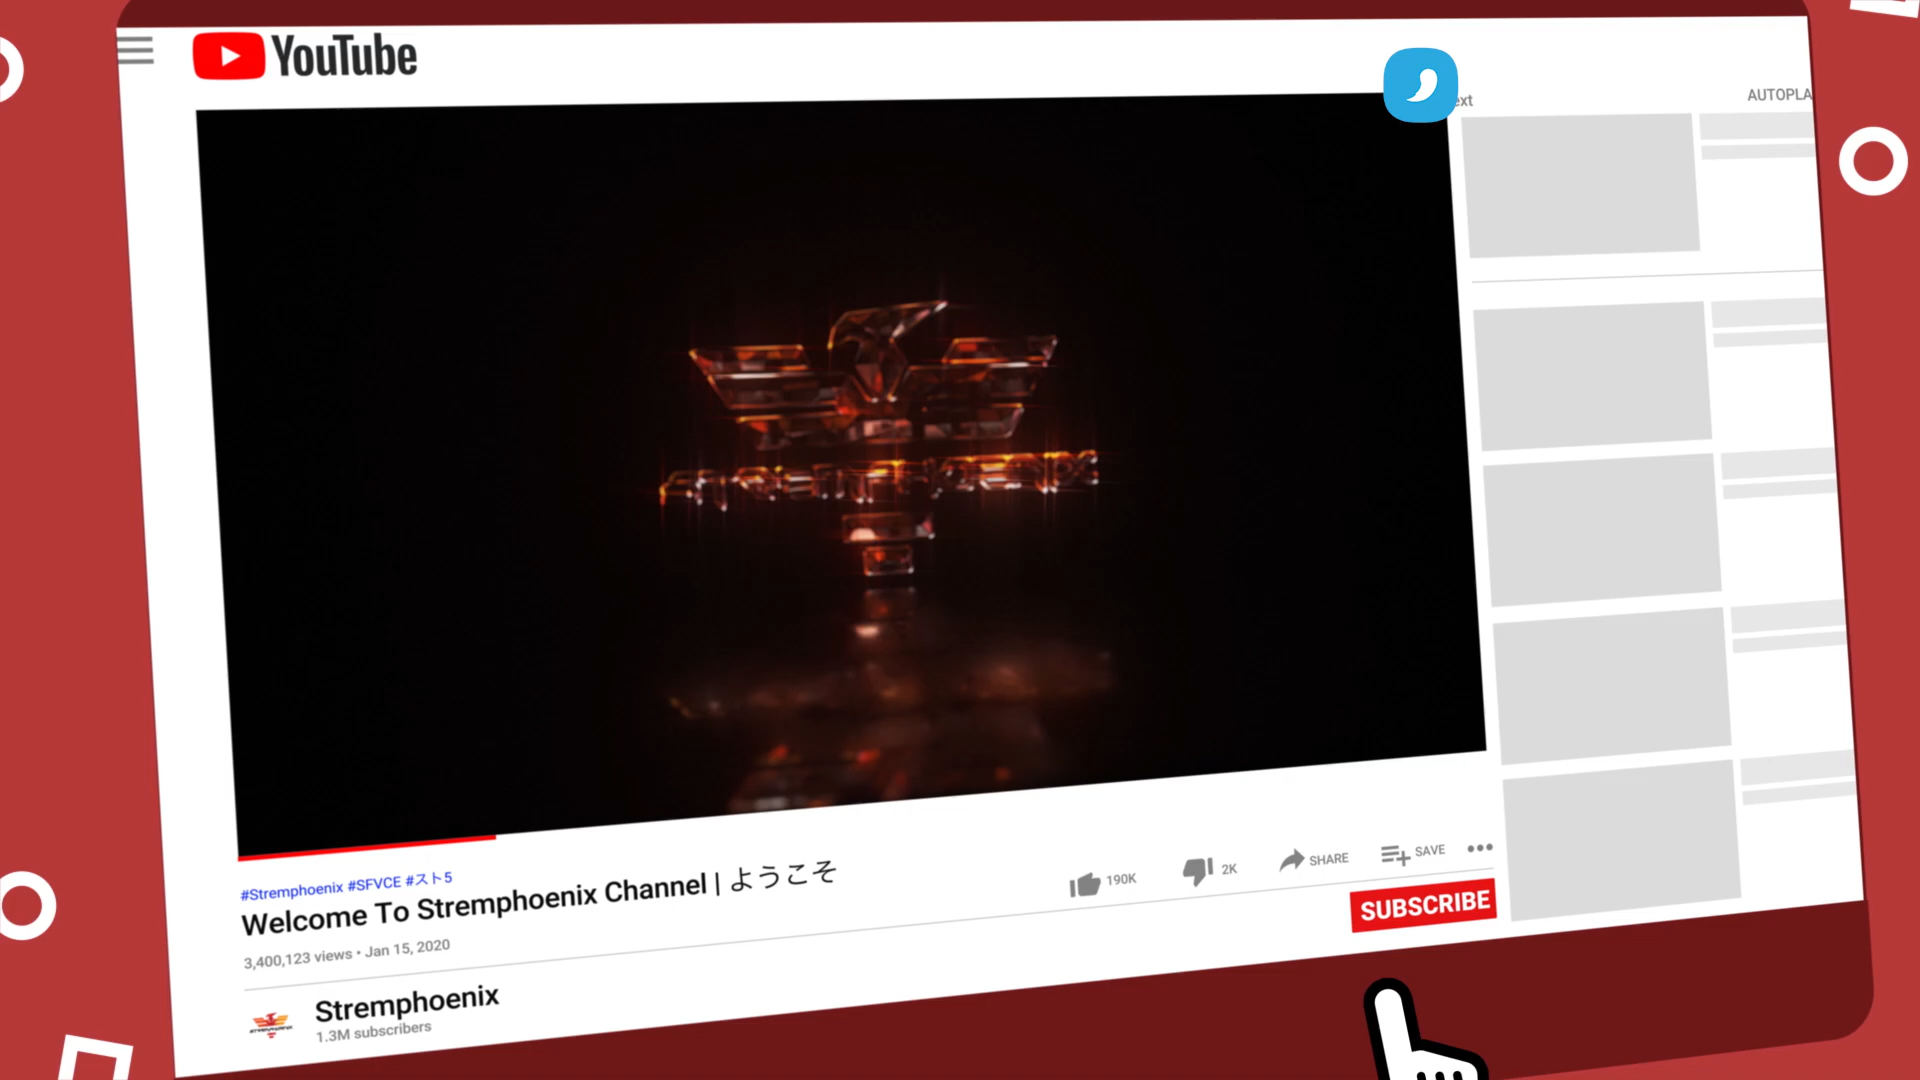 YouTube
ext
AUTOPLA
#Stremphoenix #SFVCE #スト5
Welcome To Stremphoenix Channel | ようこそ
190K
2K
SHARE
SAVE
3,400,123 views • Jan 15, 2020
SUBSCRIBE
Stremphoenix
1.3M subscribers